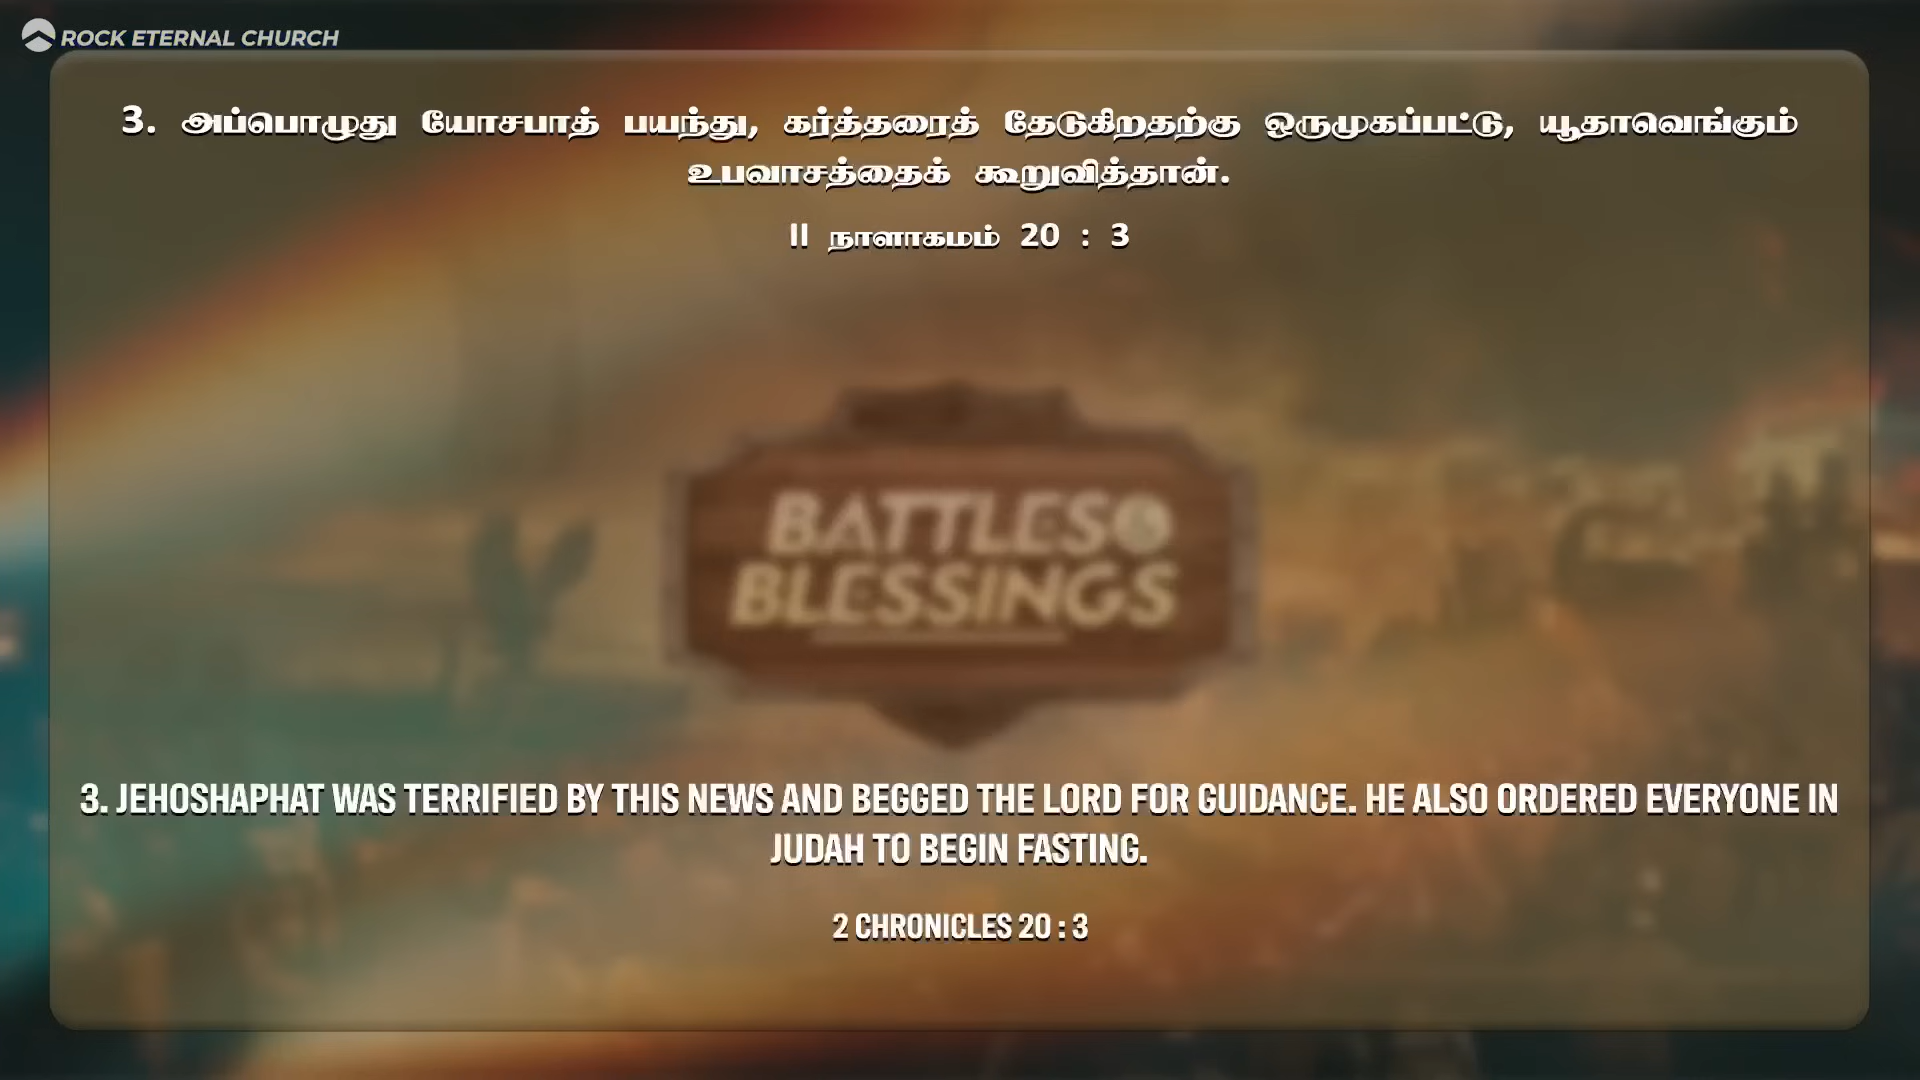 ROCK ETERNAL CHURCH
3. அப்பொழுது யோசபாத் பயந்து, கர்த்தரைத் தேடுகிறதற்கு ஒருமுகப்பட்டு, யூதாவெங்கும்
உபவாசத்தைக் கூறுவித்தான்.
II நாளாகமம் 20 : 3
BATTLES
BLESSINGS
3. JEHOSHAPHAT WAS TERRIFIED BY THIS NEWS AND BEGGED THE LORD FOR GUIDANCE. HE ALSO ORDERED EVERYONE IN
JUDAH TO BEGIN FASTING.
2 CHRONICLES 20 : 3